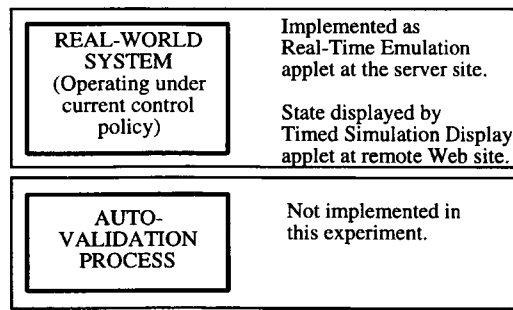 REAL-WORLD
SYSTEM
(Operating under
current control
policy)
Implemented as
Real-Time Emulation
applet at the server site.
State displayed by
Timed Simulation Display
applet at remote Web site.
AUTO-
VALIDATION
PROCESS
Not implemented in
this experiment.